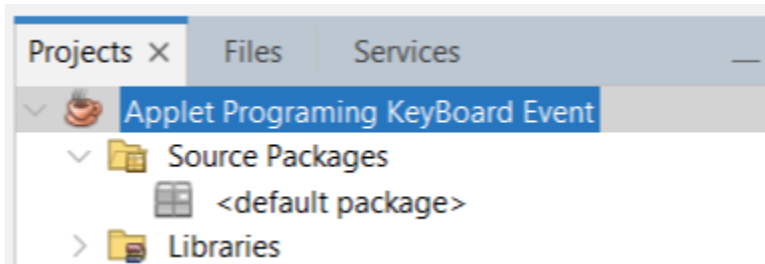 Projects × Files Services
Applet Programing KeyBoard Event
Source Packages
<default package>
Libraries